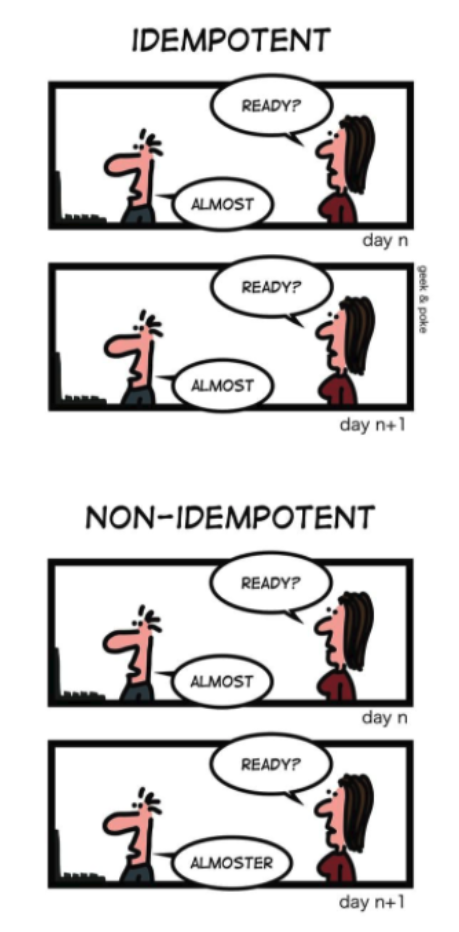 IDEMPOTENT
READY?
ALMOST
day n
READY?
ALMOST
day n+1
geek & poke
NON-IDEMPOTENT
READY?
ALMOST
day n
READY?
ALMOSTER
day n+1